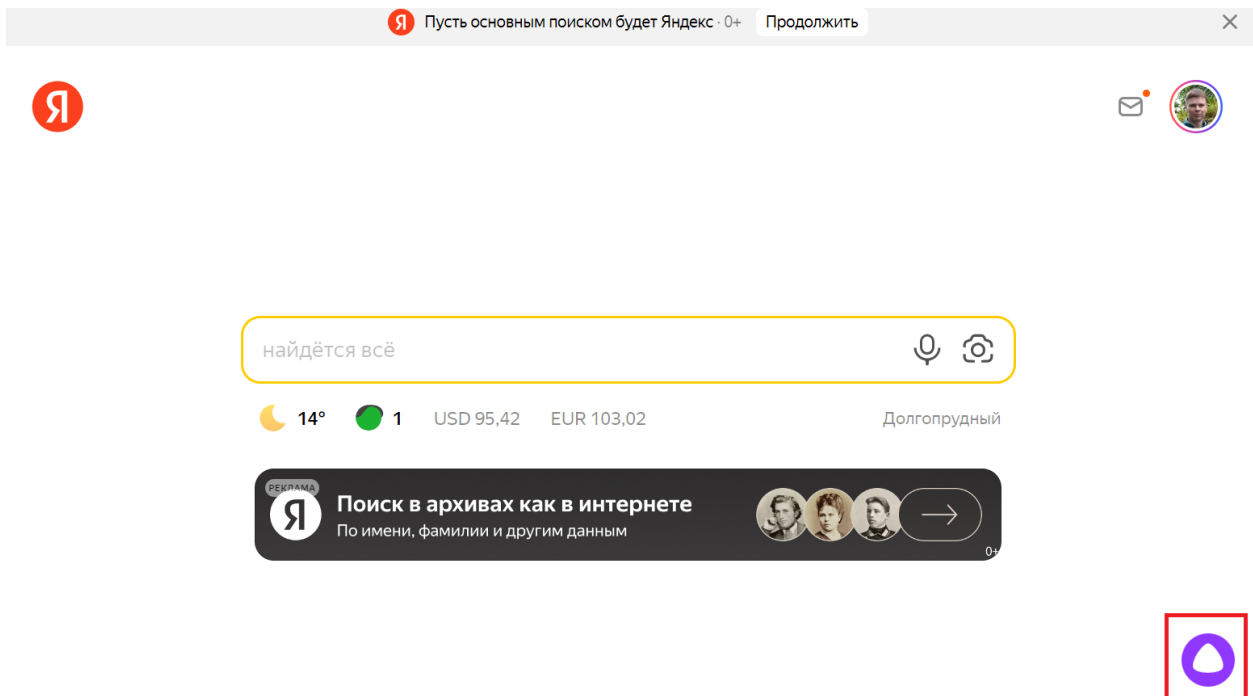 Я Пусть основным поиском будет Яндекс · 0+ Продолжить
Я
найдётся всё
14° 1 USD 95,42 EUR 103,02 Долгопрудный
РЕКЛАМА
Я
Поиск в архивах как в интернете
По имени, фамилии и другим данным
0+